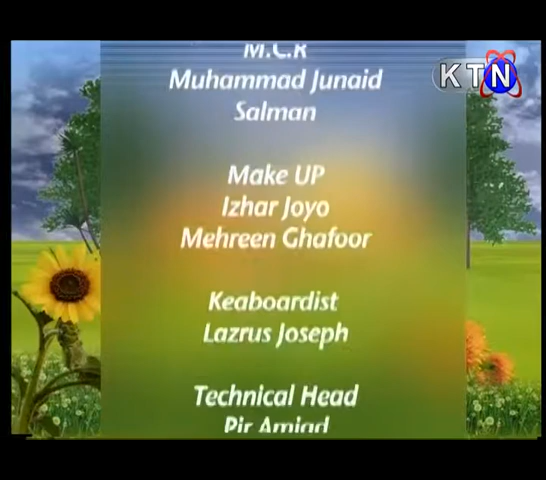 M.C.R
Muhammad Junaid
Salman
KTN
Make UP
Izhar Joyo
Mehreen Ghafoor
Keaboardist
Lazrus Joseph
Technical Head
Pir Amjad